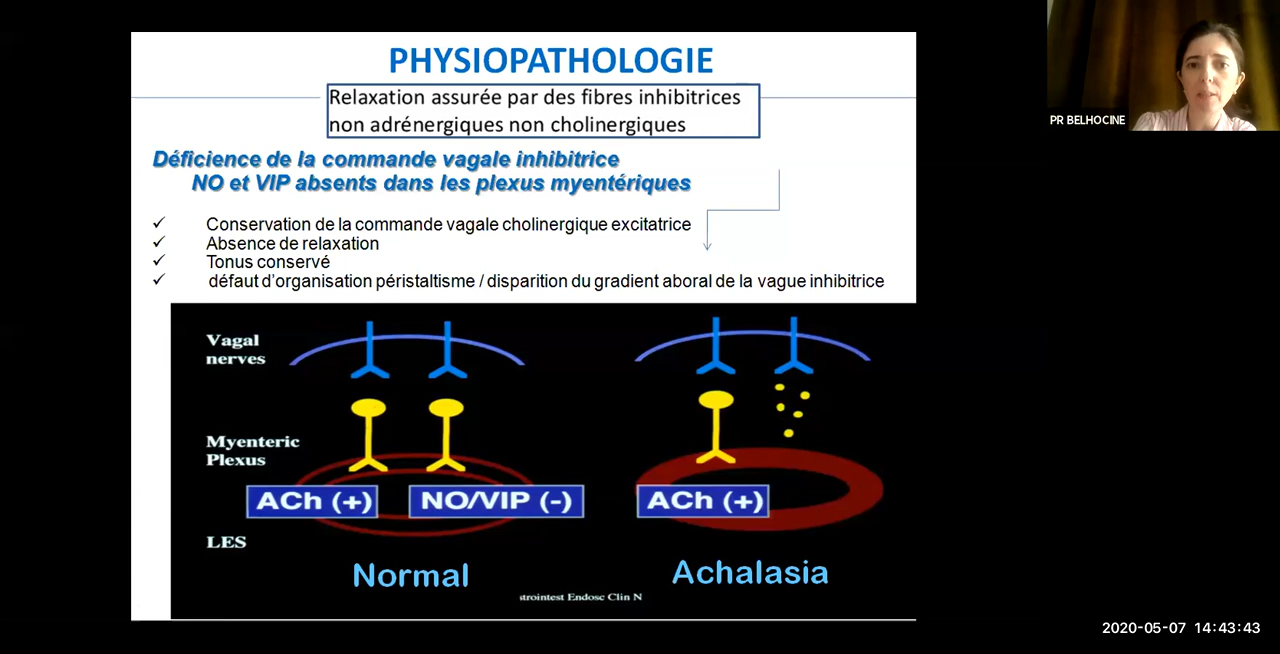 PHYSIOPATHOLOGIE
Relaxation assurée par des fibres inhibitrices
non adrénergiques non cholinergiques
Déficience de la commande vagale inhibitrice
NO et VIP absents dans les plexus myentériques
✓ Conservation de la commande vagale cholinergique excitatrice
✓ Absence de relaxation
✓ Tonus conservé
✓ défaut d’organisation péristaltisme / disparition du gradient aboral de la vague inhibitrice
Vagal
nerves
Myenteric
Plexus
ACh (+)
NO/VIP (-)
ACh (+)
LES
Normal
Achalasia
strointest Endosc Clin N
PR BELHOCINE
2020-05-07 14:43:43